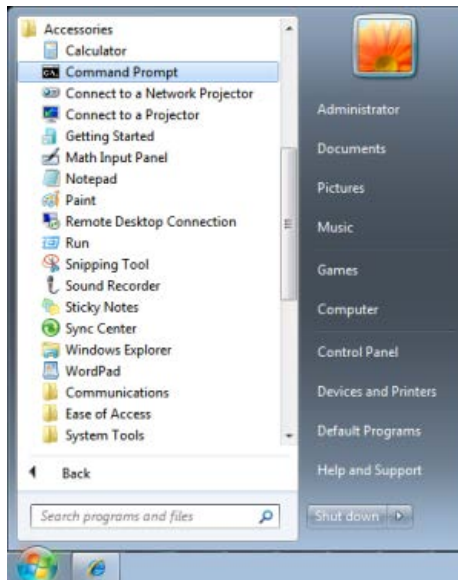 Accessories
Calculator
Command Prompt
Connect to a Network Projector
Connect to a Projector
Getting Started
Math Input Panel
Notepad
Paint
Remote Desktop Connection
Run
Snipping Tool
Sound Recorder
Sticky Notes
Sync Center
Windows Explorer
WordPad
Communications
Ease of Access
System Tools
Back
Search programs and files
Administrator
Documents
Pictures
Music
Games
Computer
Control Panel
Devices and Printers
Default Programs
Help and Support
Shut down